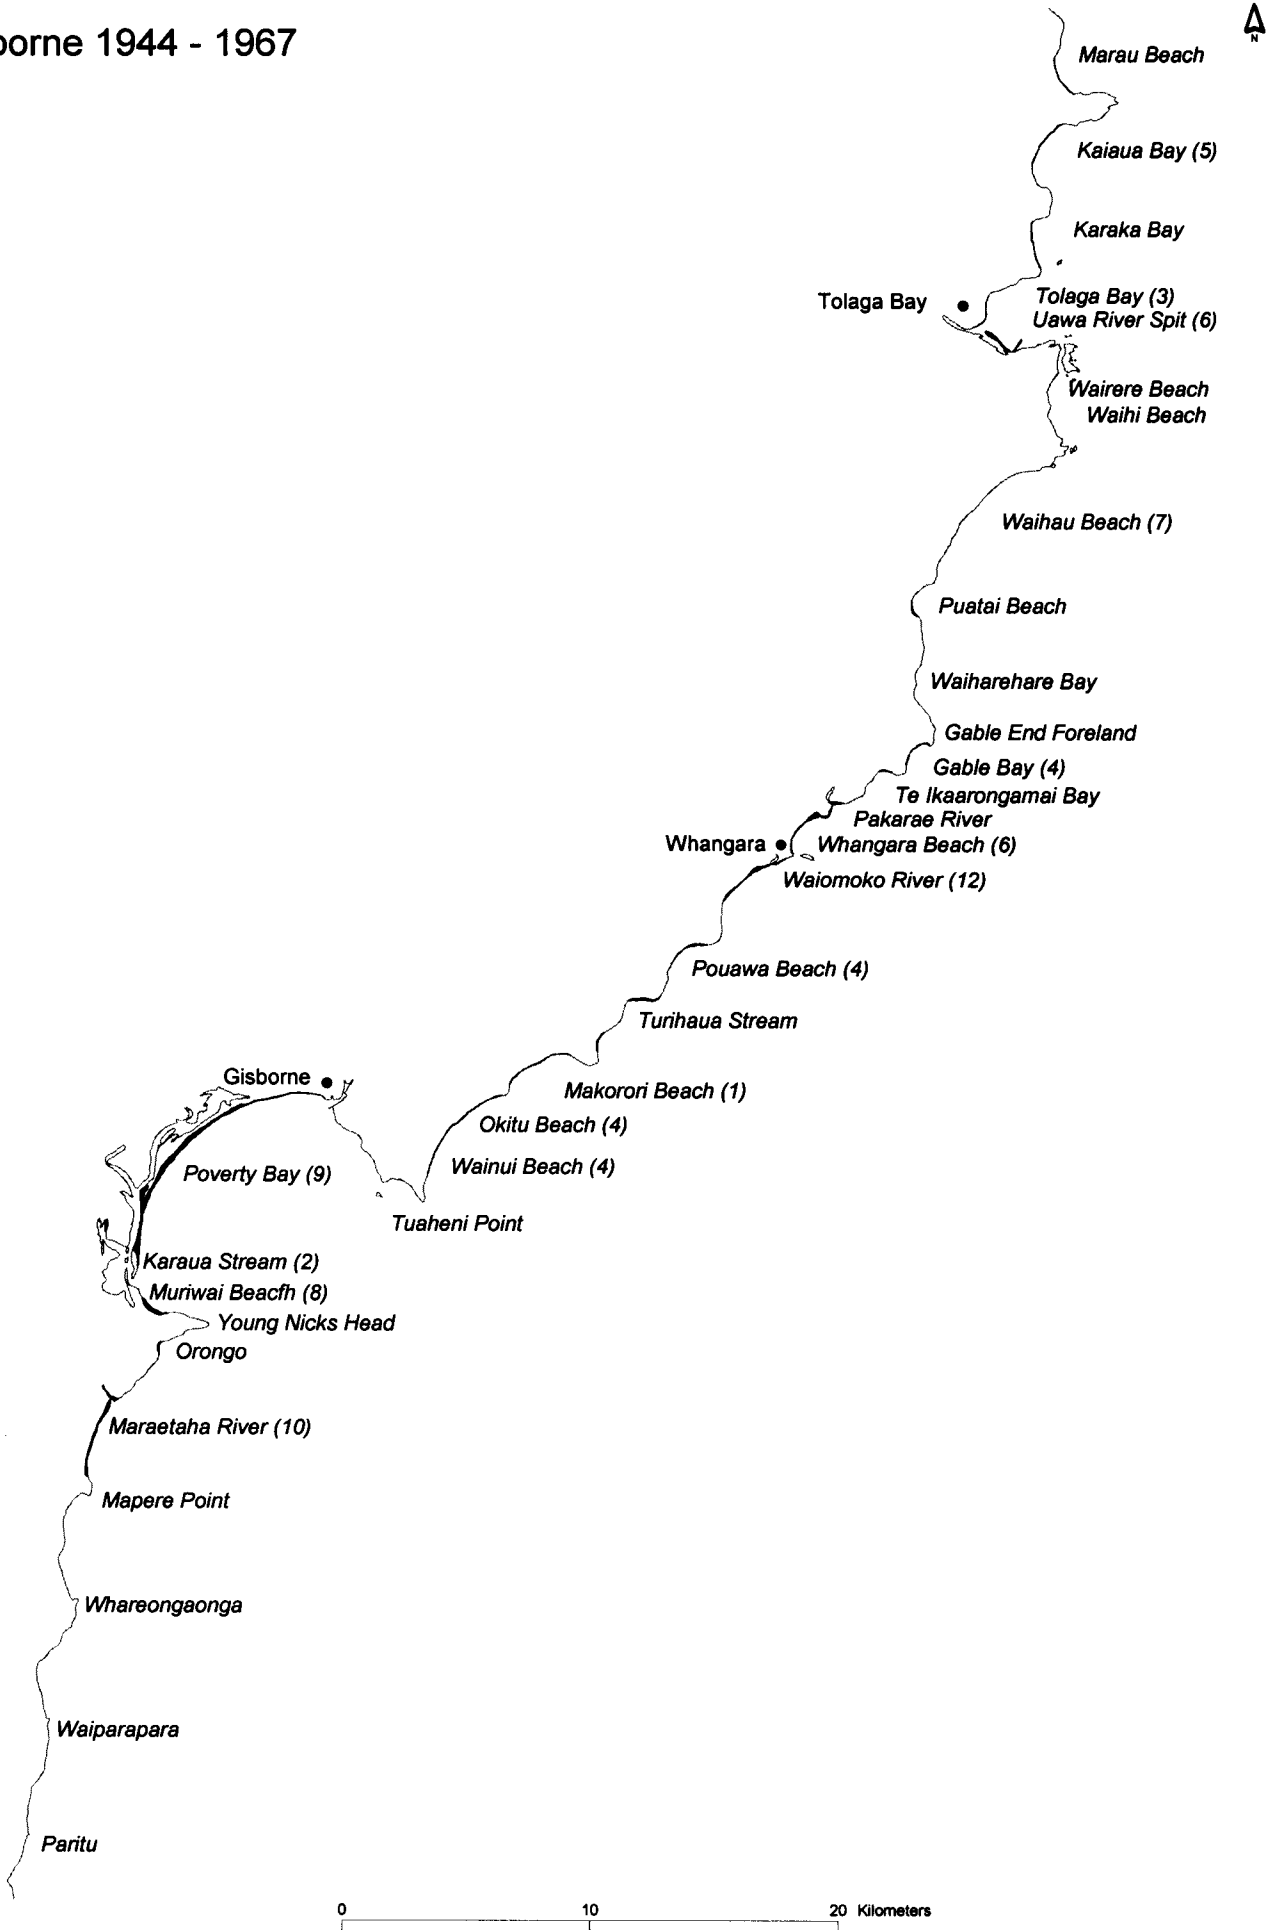 borne 1944 - 1967
N
Marau Beach
Kaiaua Bay (5)
Karaka Bay
Tolaga Bay
Tolaga Bay (3)
Uawa River Spit (6)
Wairere Beach
Waihi Beach
Waihau Beach (7)
Puatai Beach
Waiharehare Bay
Gable End Foreland
Gable Bay (4)
Te Ikaarongamai Bay
Pakarae River
Whangara
Whangara Beach (6)
Waiomoko River (12)
Pouawa Beach (4)
Turihaua Stream
Gisborne
Makorori Beach (1)
Okitu Beach (4)
Wainui Beach (4)
Poverty Bay (9)
Tuaheni Point
Karaua Stream (2)
Muriwai Beacfh (8)
Young Nicks Head
Orongo
Maraetaha River (10)
Mapere Point
Whareongaonga
Waiparapara
Paritu
0 10 20 Kilometers